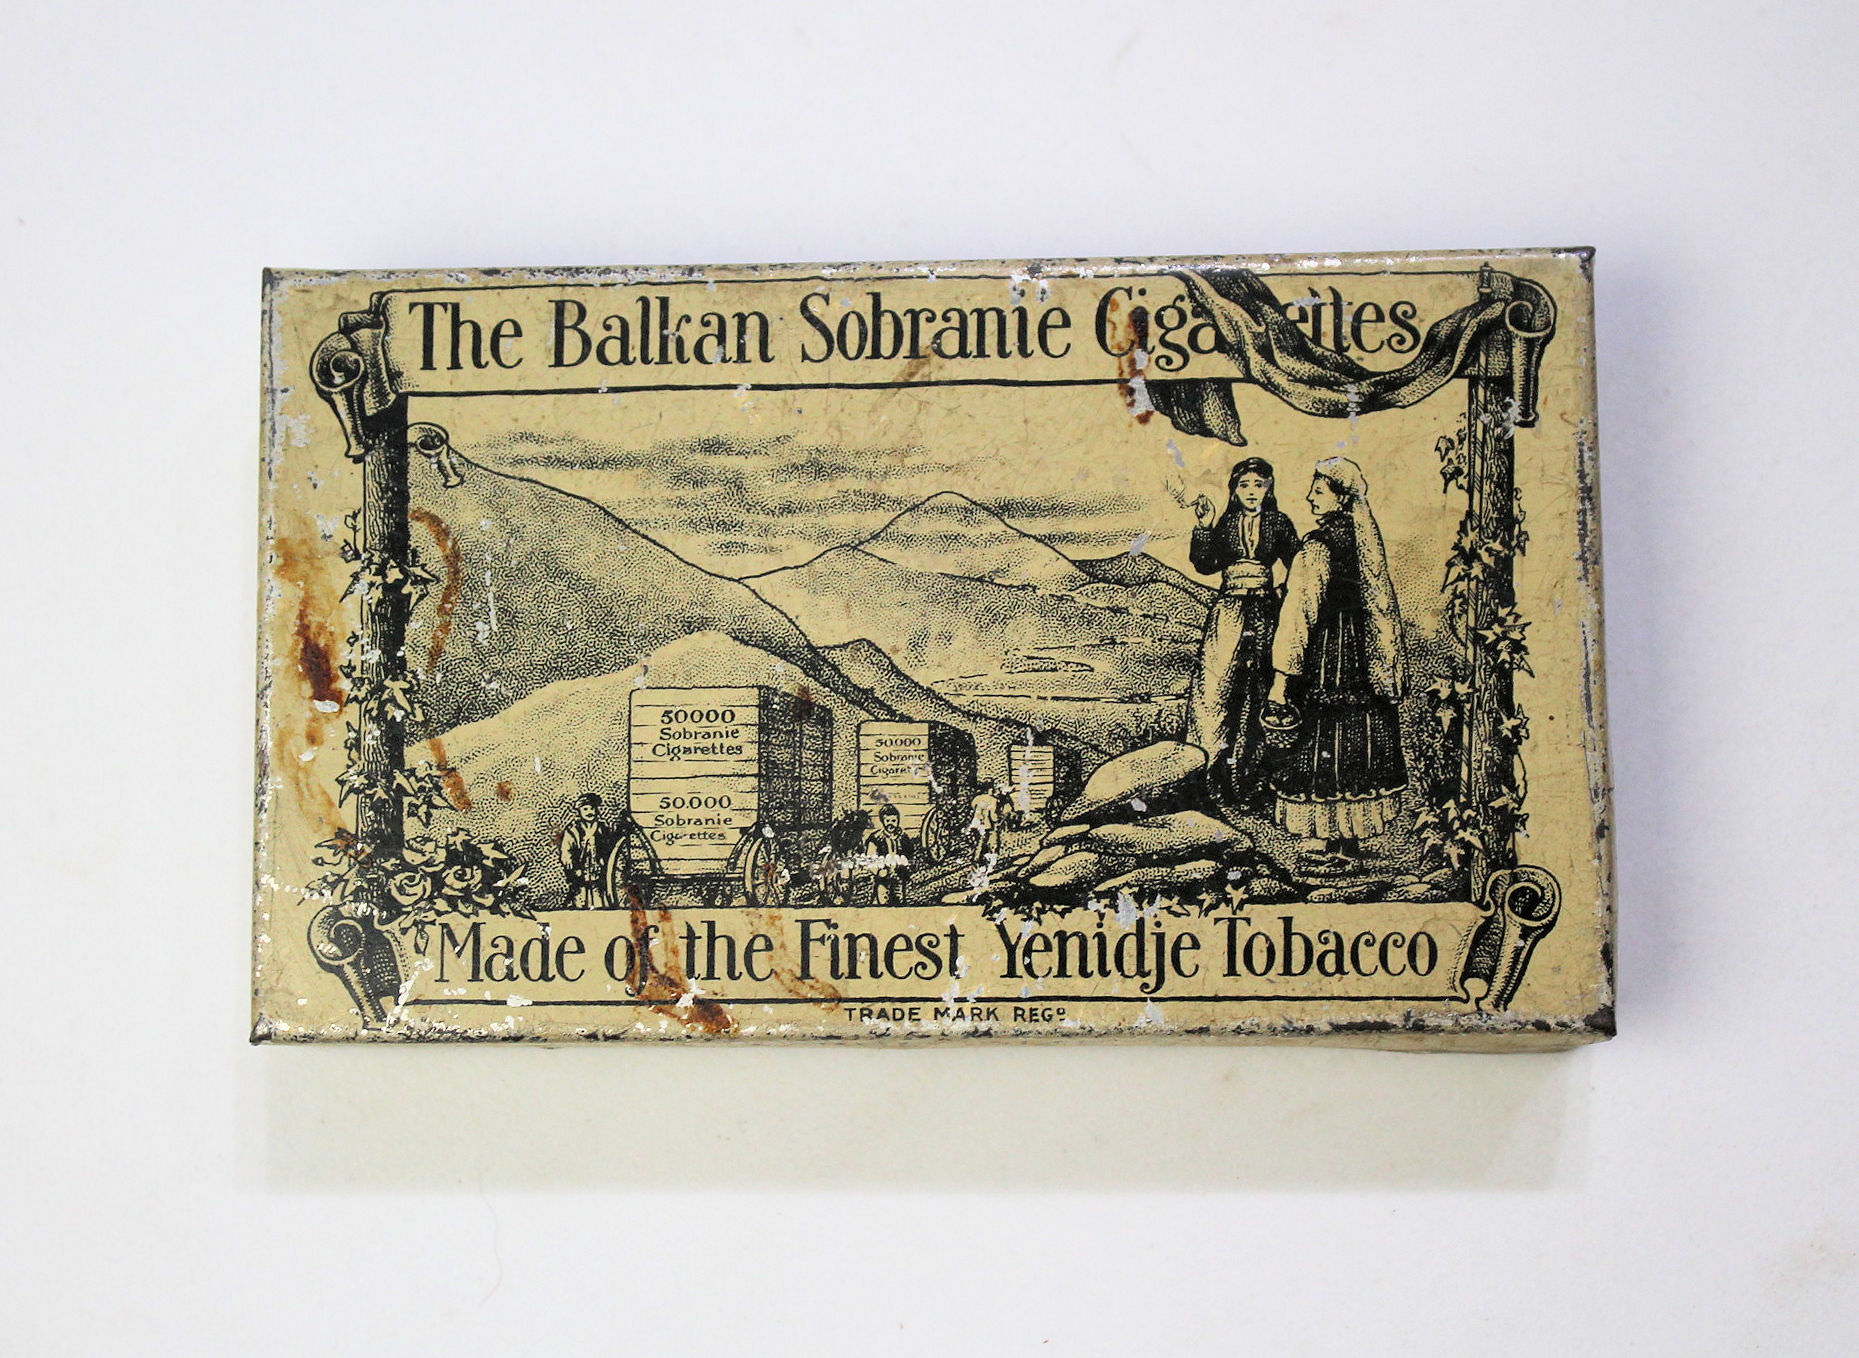 The Balkan Sobranie Cigarettes
50000
Sobranie
Cigarettes
50.000
Sobranie
Cigarettes
50.000
Sobranie
Cigarettes
Made of the Finest Yenidje Tobacco
TRADE MARK REGD